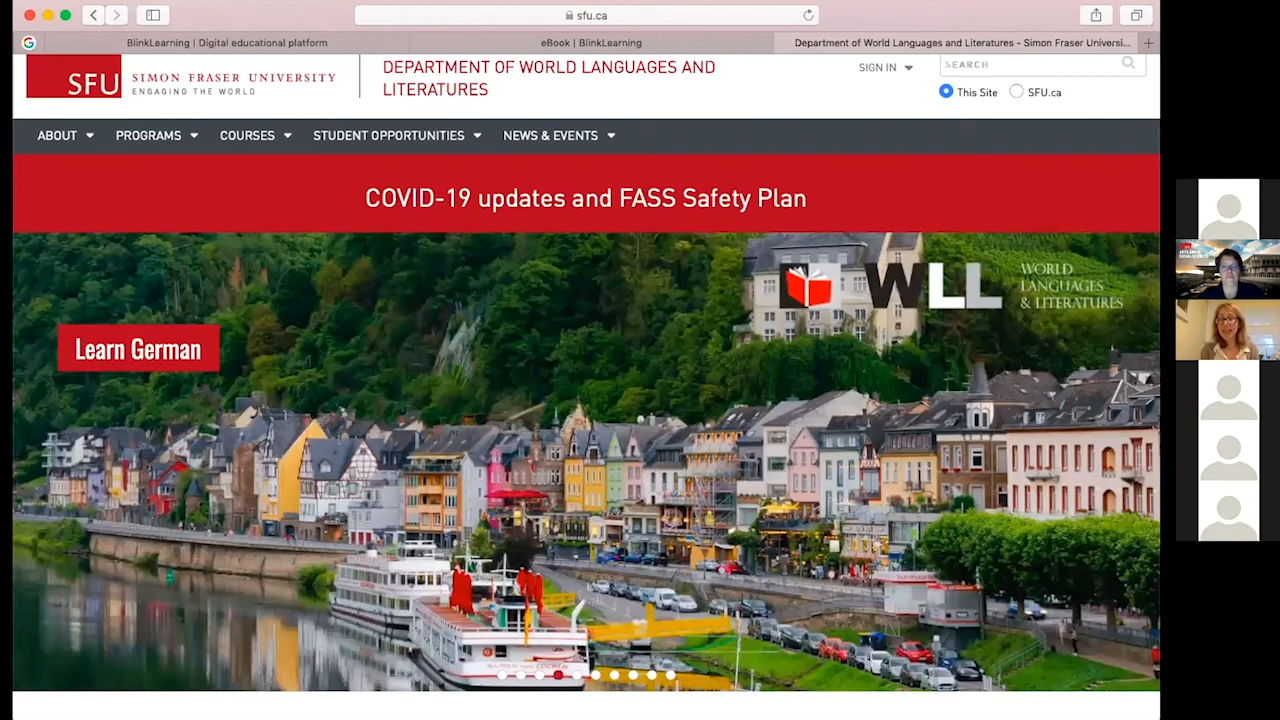 sfu.ca
BlinkLearning | Digital educational platform
eBook | BlinkLearning
Department of World Languages and Literatures - Simon Fraser Universi...
SFU
SIMON FRASER UNIVERSITY
ENGAGING THE WORLD
DEPARTMENT OF WORLD LANGUAGES AND
LITERATURES
SIGN IN
SEARCH
This Site
SFU.ca
ABOUT PROGRAMS COURSES STUDENT OPPORTUNITIES NEWS & EVENTS
COVID-19 updates and FASS Safety Plan
WLL
WORLD
LANGUAGES
& LITERATURES
Learn German